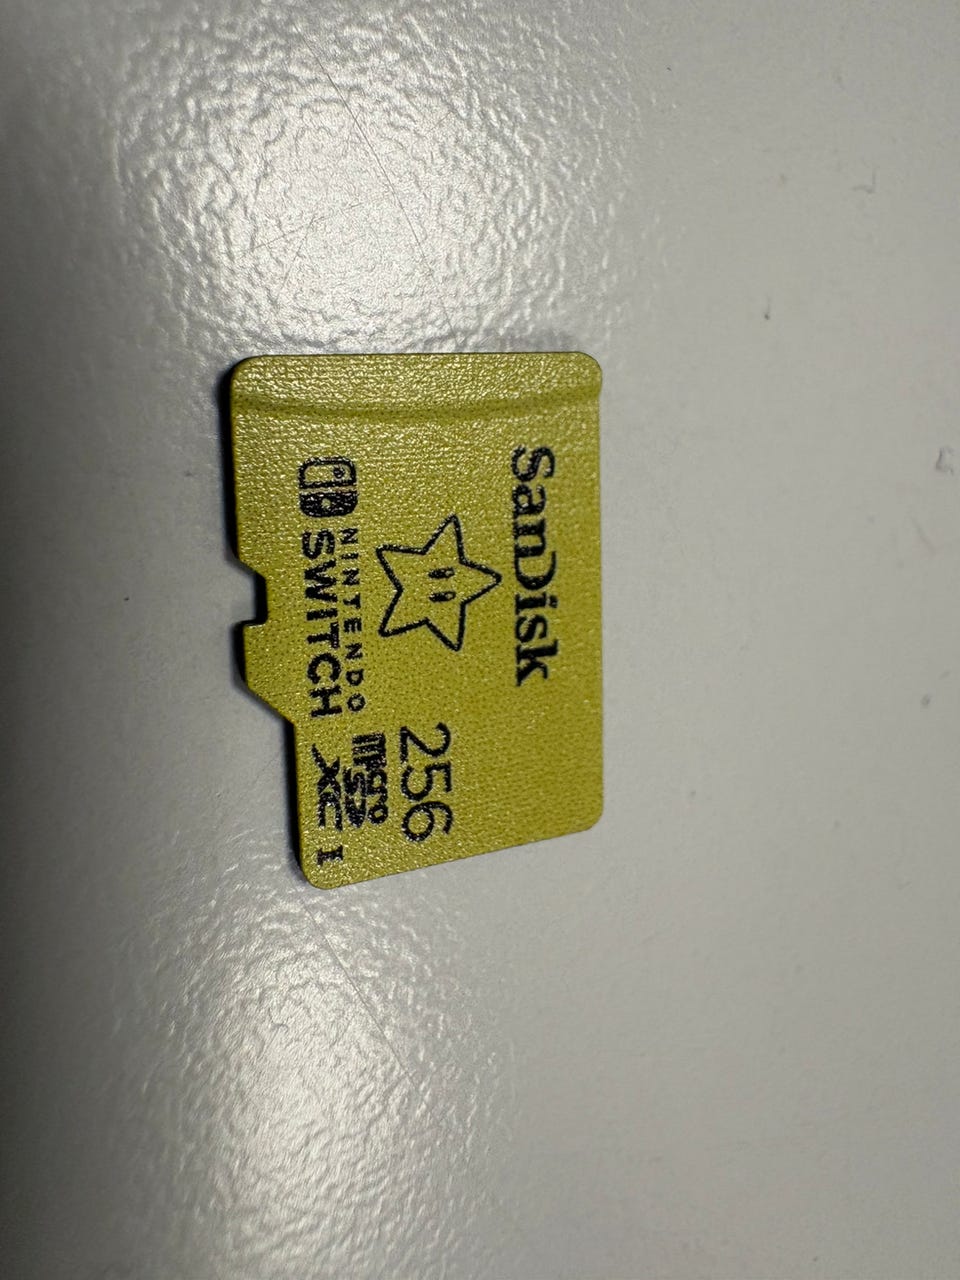 SanDisk
NINTENDO
SWITCH
256
micro
SD
XC I